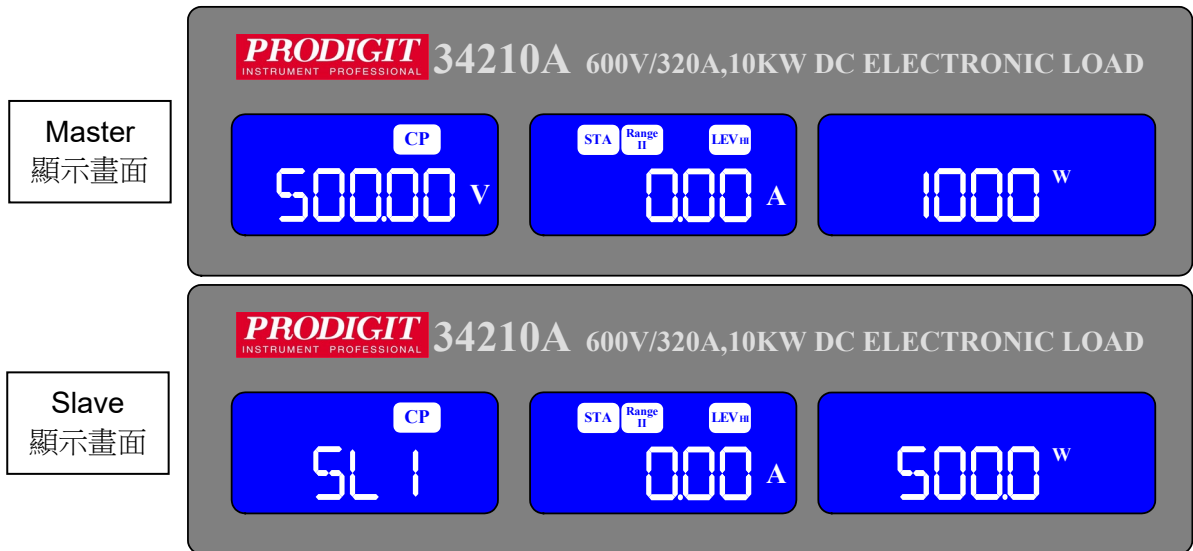 PRODIGIT
INSTRUMENT PROFESSIONAL
34210A 600V/320A,10KW DC ELECTRONIC LOAD
Master
顯示畫面
CP
500.00 V
STA Range II LEV HI
0.00 A
1000 W
PRODIGIT
INSTRUMENT PROFESSIONAL
34210A 600V/320A,10KW DC ELECTRONIC LOAD
Slave
顯示畫面
CP
SL 1
STA Range II LEV HI
0.00 A
500.0 W